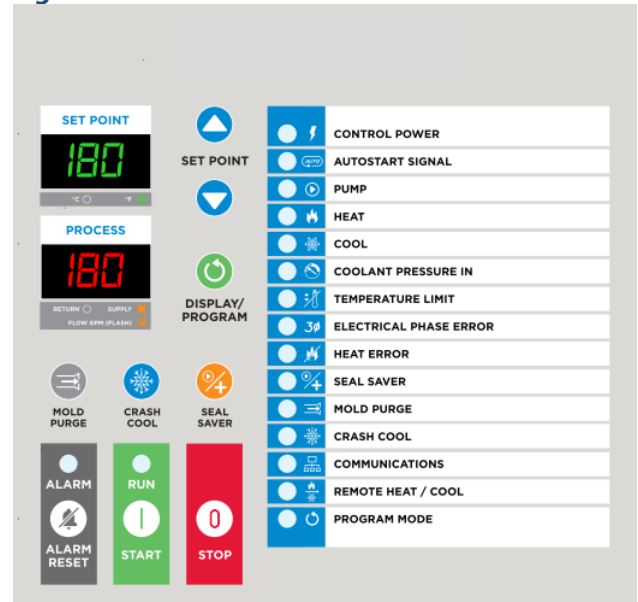 SET POINT
180
°C
°F
SET POINT
PROCESS
180
RETURN
SUPPLY
FLOW GPM (FLASH)
DISPLAY/
PROGRAM
MOLD
PURGE
CRASH
COOL
SEAL
SAVER
ALARM
ALARM
RESET
RUN
START
0
STOP
CONTROL POWER
AUTO
AUTOSTART SIGNAL
PUMP
HEAT
COOL
COOLANT PRESSURE IN
TEMPERATURE LIMIT
3ø ELECTRICAL PHASE ERROR
HEAT ERROR
SEAL SAVER
MOLD PURGE
CRASH COOL
COMMUNICATIONS
REMOTE HEAT / COOL
PROGRAM MODE